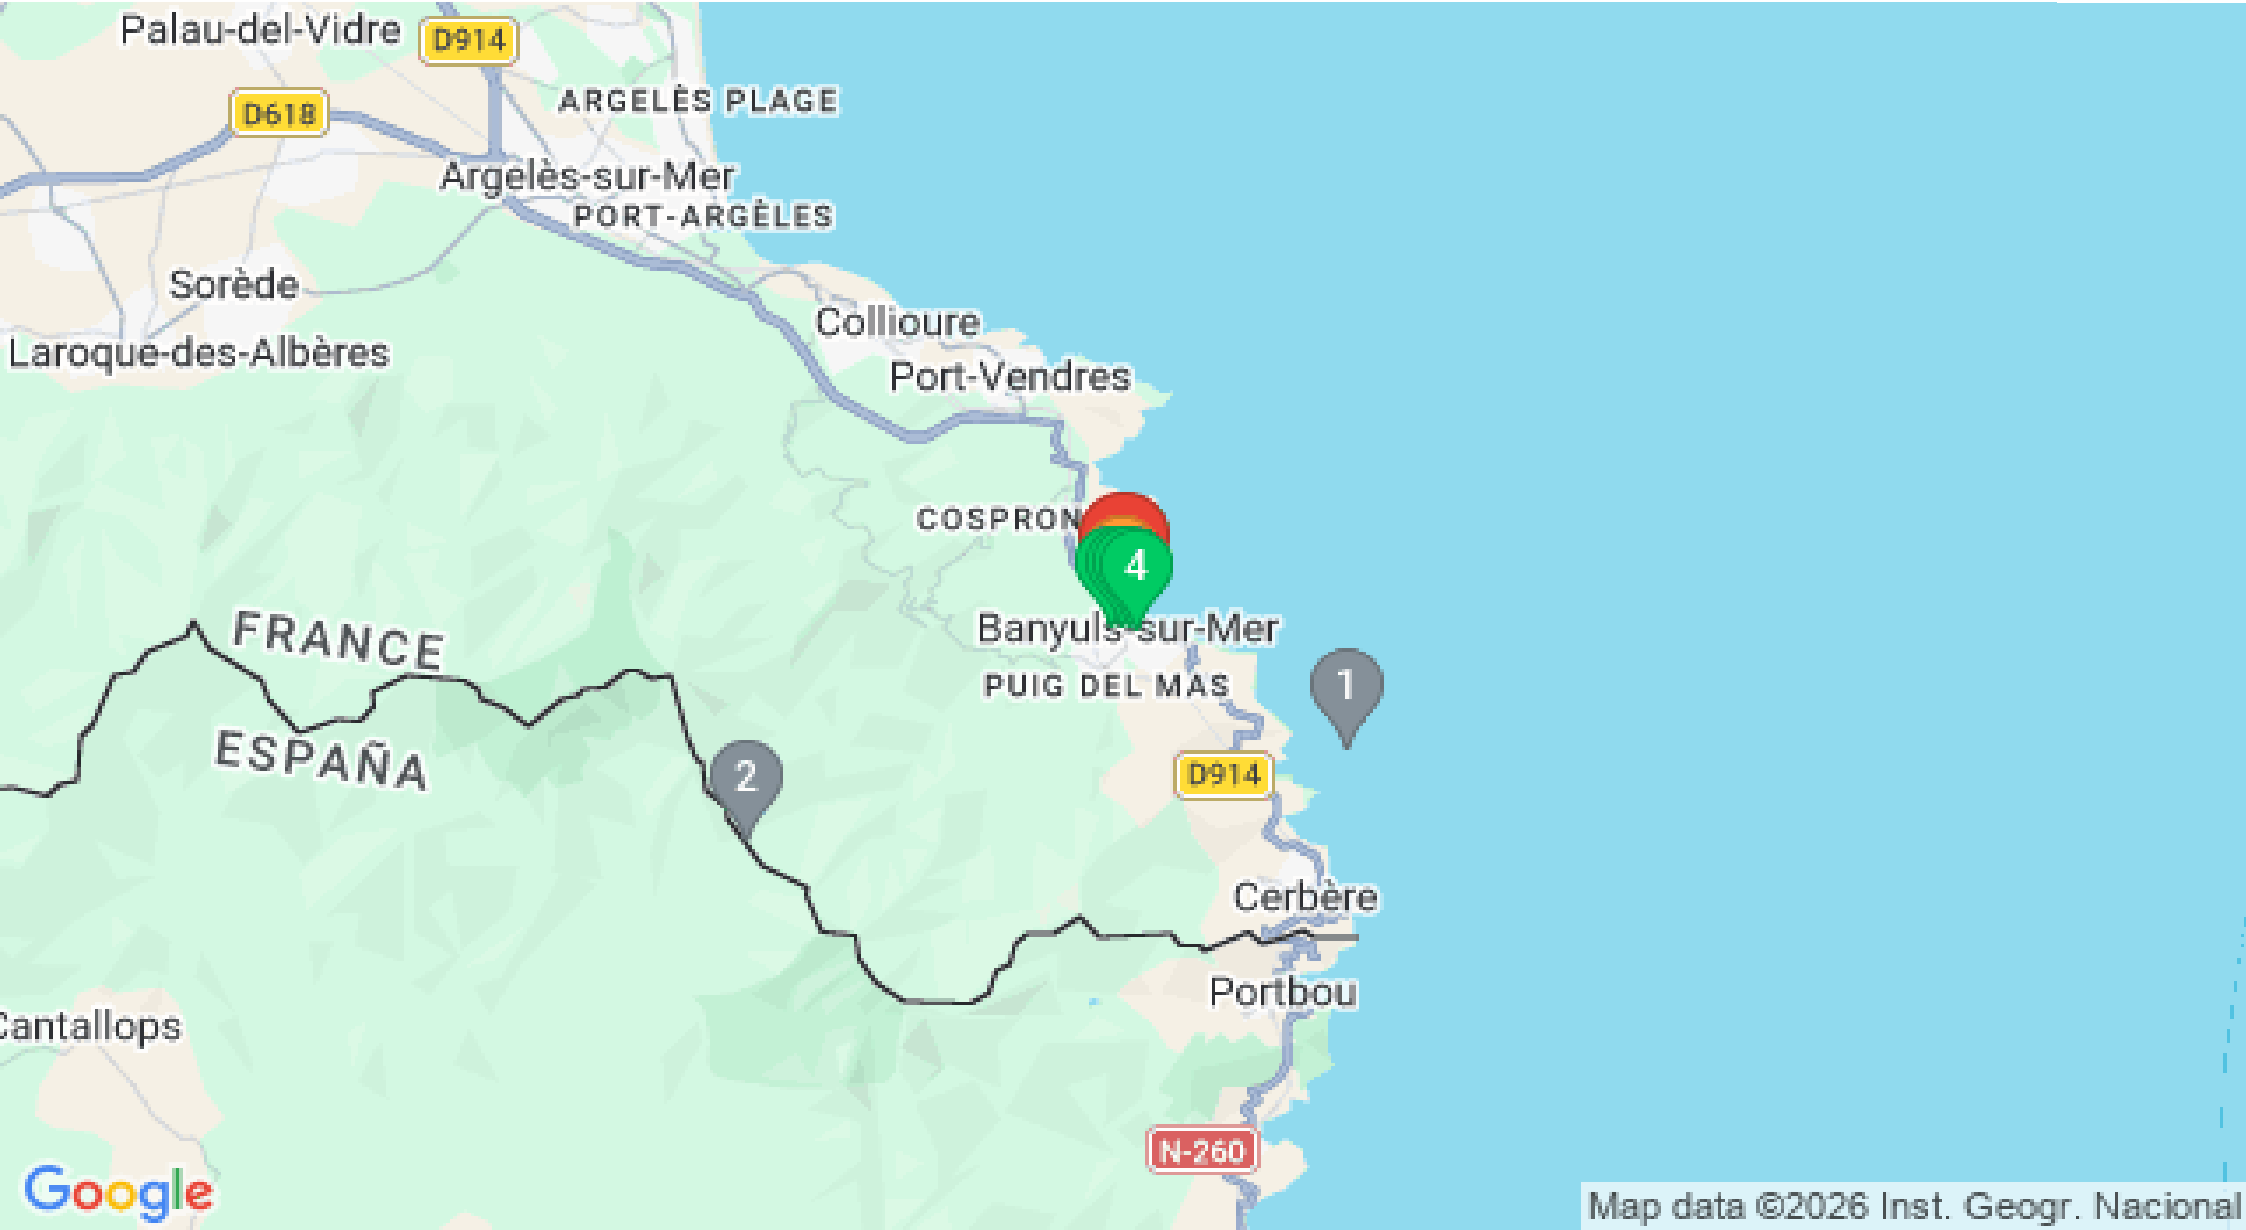 Palau-del-Vidre
D914
D618
ARGELÈS PLAGE
Argelès-sur-Mer
PORT-ARGÈLES
Sorède
Collioure
Laroque-des-Albères
Port-Vendres
COSPRON
4
Banyuls-sur-Mer
FRANCE
PUIG DEL MAS
1
ESPAÑA
2
D914
Cerbère
Portbou
Cantallops
N-260
Google
Map data ©2026 Inst. Geogr. Nacional